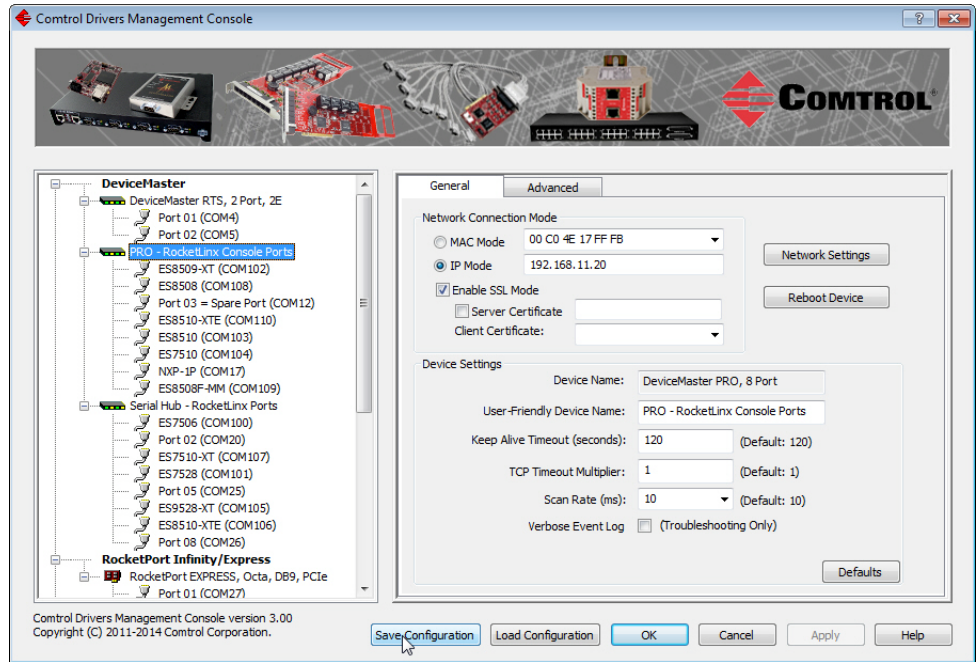 Comtrol Drivers Management Console
COMTROL
DeviceMaster
DeviceMaster RTS, 2 Port, 2E
Port 01 (COM4)
Port 02 (COM5)
PRO - RocketLinx Console Ports
ES8509-XT (COM102)
ES8508 (COM108)
Port 03 = Spare Port (COM12)
ES8510-XTE (COM110)
ES8510 (COM103)
ES7510 (COM104)
NXP-1P (COM17)
ES8508F-MM (COM109)
Serial Hub - RocketLinx Ports
ES7506 (COM100)
Port 02 (COM20)
ES7510-XT (COM107)
ES7528 (COM101)
Port 05 (COM25)
ES9528-XT (COM105)
ES8510-XTE (COM106)
Port 08 (COM26)
RocketPort Infinity/Express
RocketPort EXPRESS, Octa, DB9, PCIe
Port 01 (COM27)
General Advanced
Network Connection Mode
MAC Mode 00 C0 4E 17 FF FB
IP Mode 192.168.11.20
Enable SSL Mode
Server Certificate
Client Certificate:
Network Settings
Reboot Device
Device Settings
Device Name: DeviceMaster PRO, 8 Port
User-Friendly Device Name: PRO - RocketLinx Console Ports
Keep Alive Timeout (seconds): 120 (Default: 120)
TCP Timeout Multiplier: 1 (Default: 1)
Scan Rate (ms): 10 (Default: 10)
Verbose Event Log (Troubleshooting Only)
Defaults
Comtrol Drivers Management Console version 3.00
Copyright (C) 2011-2014 Comtrol Corporation.
Save Configuration Load Configuration OK Cancel Apply Help